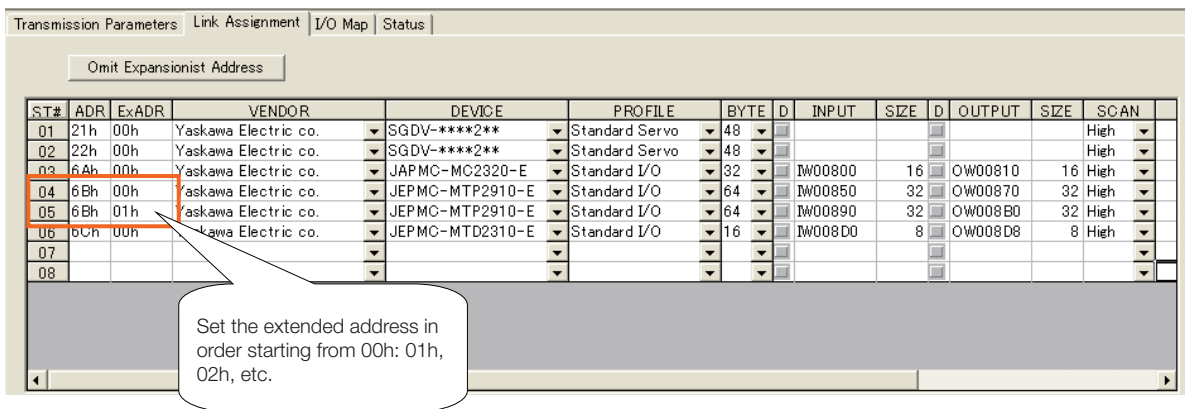 Transmission Parameters Link Assignment I/O Map Status
Omit Expansionist Address
ST# ADR ExADR VENDOR DEVICE PROFILE BYTE D INPUT SIZE D OUTPUT SIZE SCAN
01 21h 00h Yaskawa Electric co. SGDV-****2** Standard Servo 48 High
02 22h 00h Yaskawa Electric co. SGDV-****2** Standard Servo 48 High
03 6Ah 00h Yaskawa Electric co. JAPMC-MC2320-E Standard I/O 32 IW00800 16 OW00810 16 High
04 6Bh 00h Yaskawa Electric co. JEPMC-MTP2910-E Standard I/O 64 IW00850 32 OW00870 32 High
05 6Bh 01h Yaskawa Electric co. JEPMC-MTP2910-E Standard I/O 64 IW00890 32 OW008B0 32 High
06 6Ch 00h Yaskawa Electric co. JEPMC-MTD2310-E Standard I/O 16 IW008D0 8 OW008D8 8 High
07
08
Set the extended address in
order starting from 00h: 01h,
02h, etc.